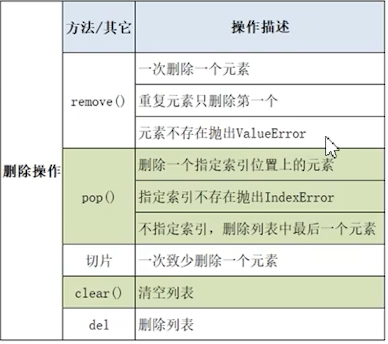 方法/其它 操作描述
删除操作
remove()
一次删除一个元素
重复元素只删除第一个
元素不存在抛出ValueError
pop()
删除一个指定索引位置上的元素
指定索引不存在抛出IndexError
不指定索引，删除列表中最后一个元素
切片 一次致少删除一个元素
clear() 清空列表
del 删除列表